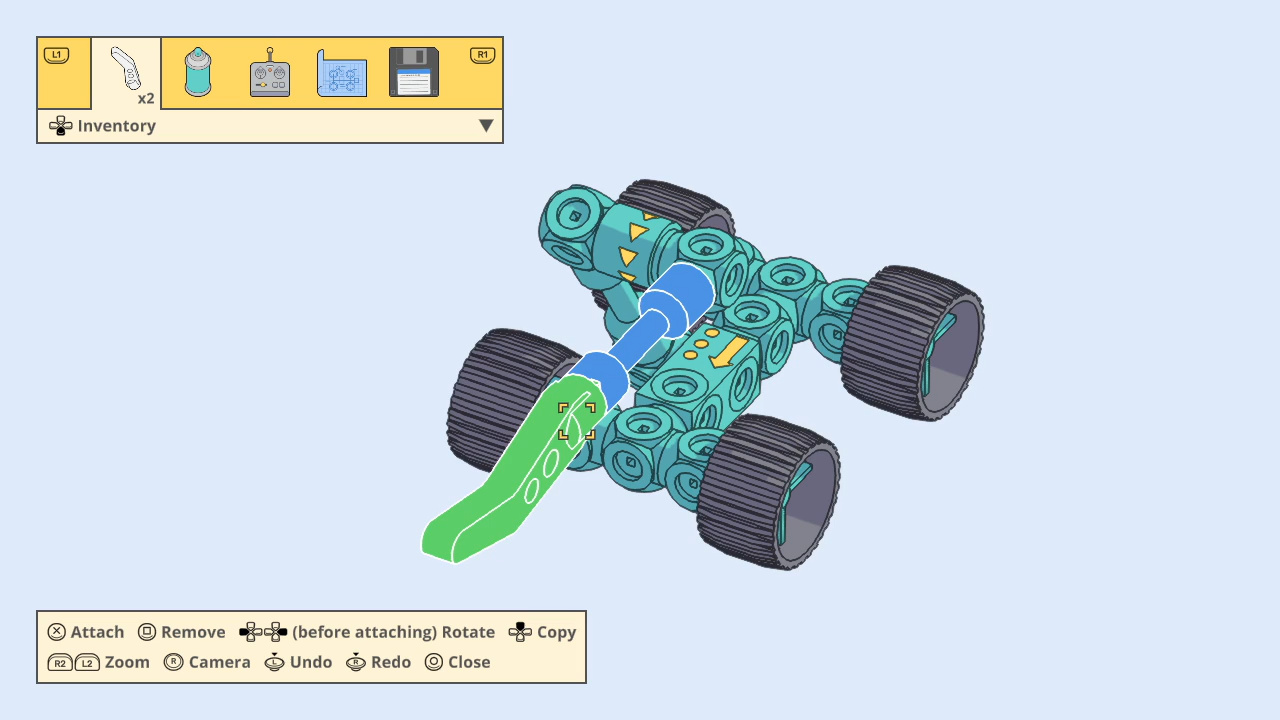 L1
R1
x2
Inventory
Attach Remove (before attaching) Rotate Copy
R2 L2 Zoom R Camera L Undo R Redo Close